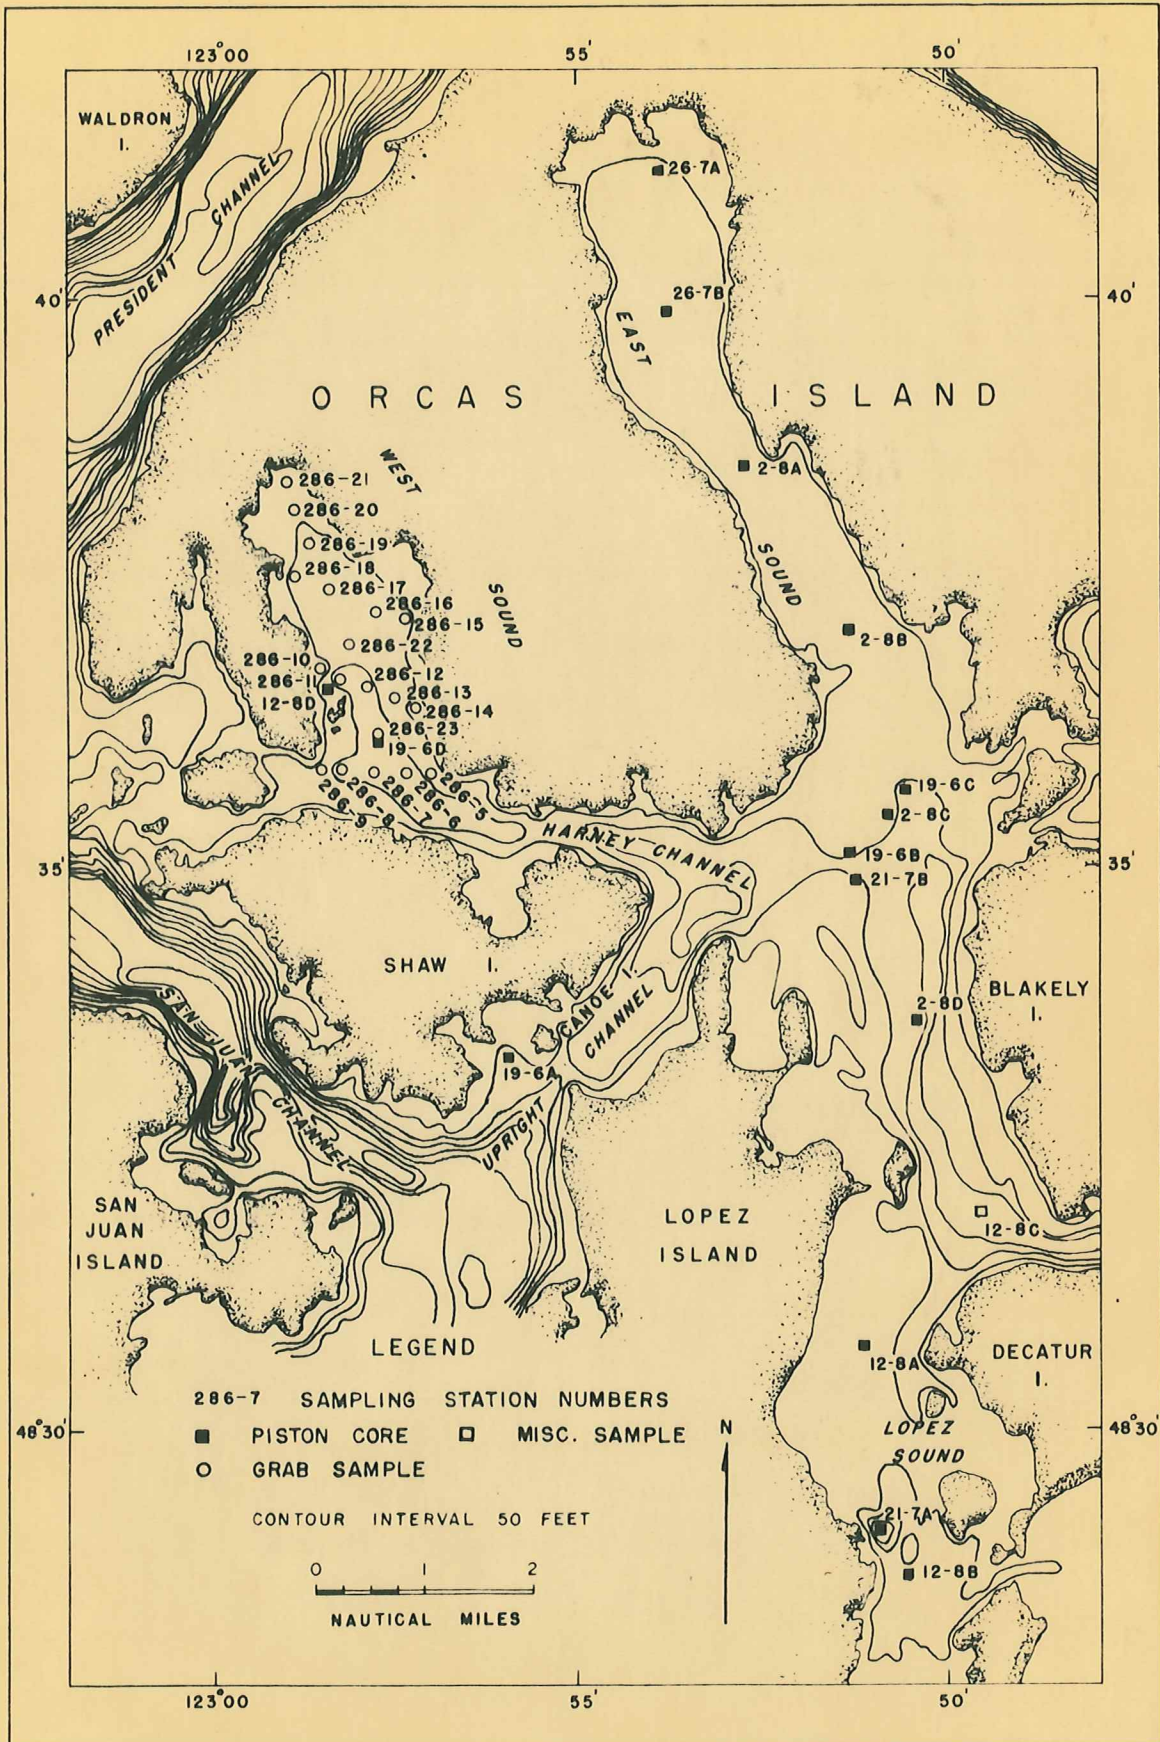 123°00
55'
50'
WALDRON
I.
PRESIDENT CHANNEL
26-7A
40'
26-7B
40'
EAST
ORCAS ISLAND
WEST
2-8A
286-21
286-20
286-19
SOUND
286-18
286-17
286-16
SOUND
286-15
2-8B
286-22
286-10
286-12
286-11
286-13
12-8D
286-14
286-23
19-6D
286-9
286-8
286-7
286-6
286-5
19-6C
2-8C
HARNEY CHANNEL
19-6B
35'
35'
21-7B
SHAW I.
CANOE I.
CHANNEL
2-8D
BLAKELY
I.
SAN JUAN
CHANNEL
19-6A
UPRIGHT
SAN
JUAN
ISLAND
LOPEZ
ISLAND
12-8C
LEGEND
12-8A
DECATUR
I.
286-7 SAMPLING STATION NUMBERS
48°30'
PISTON CORE MISC. SAMPLE
N
LOPEZ
SOUND
48°30'
GRAB SAMPLE
CONTOUR INTERVAL 50 FEET
21-7A
0 1 2
12-8B
NAUTICAL MILES
123°00
55'
50'